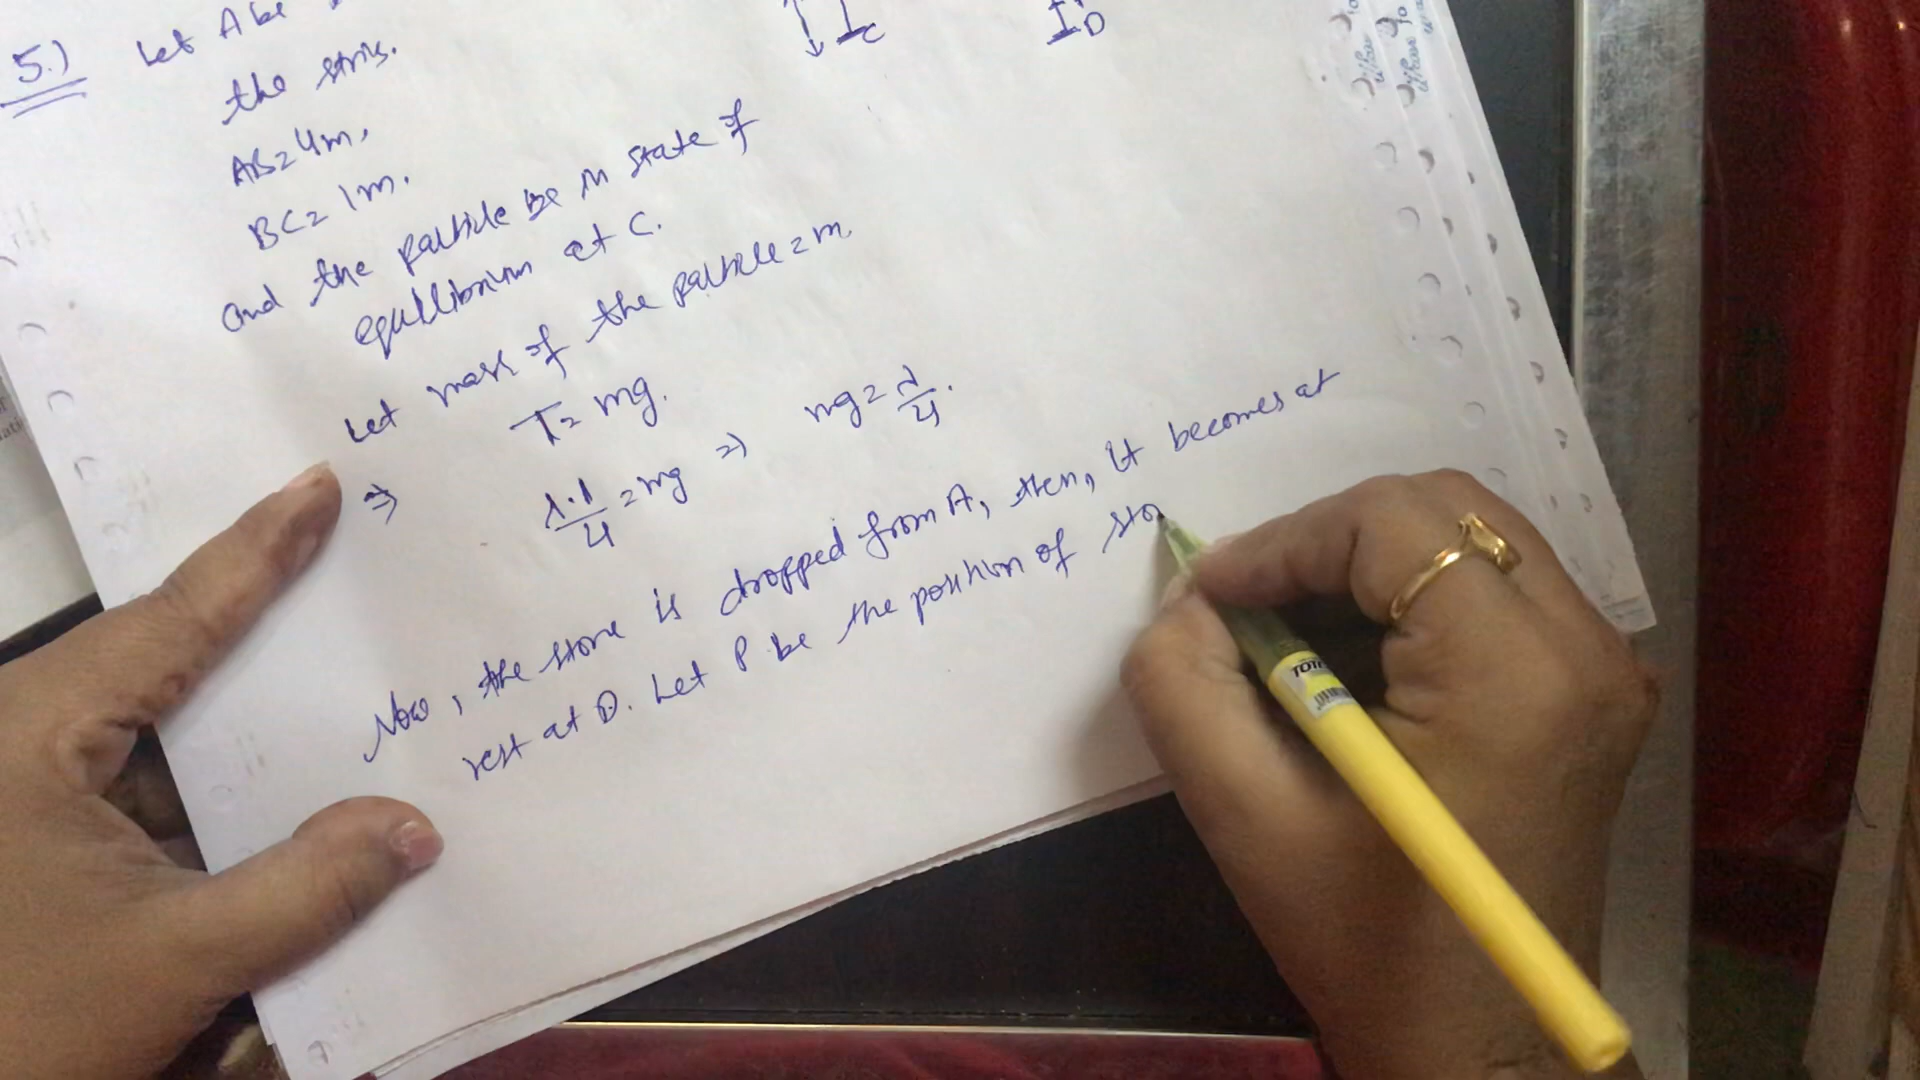 5.) Let A be
the string.
AB=4m,
BC= 1m.
and the particle be in state of
equilibrium at C.
Let mass of the particle = m.
T= mg.
⇒ λ·1/4 = mg ⇒ mg = λ/4.
Now, the stone is dropped from A, then, it becomes at
rest at D. Let P be the position of sto
C
D
TOTE